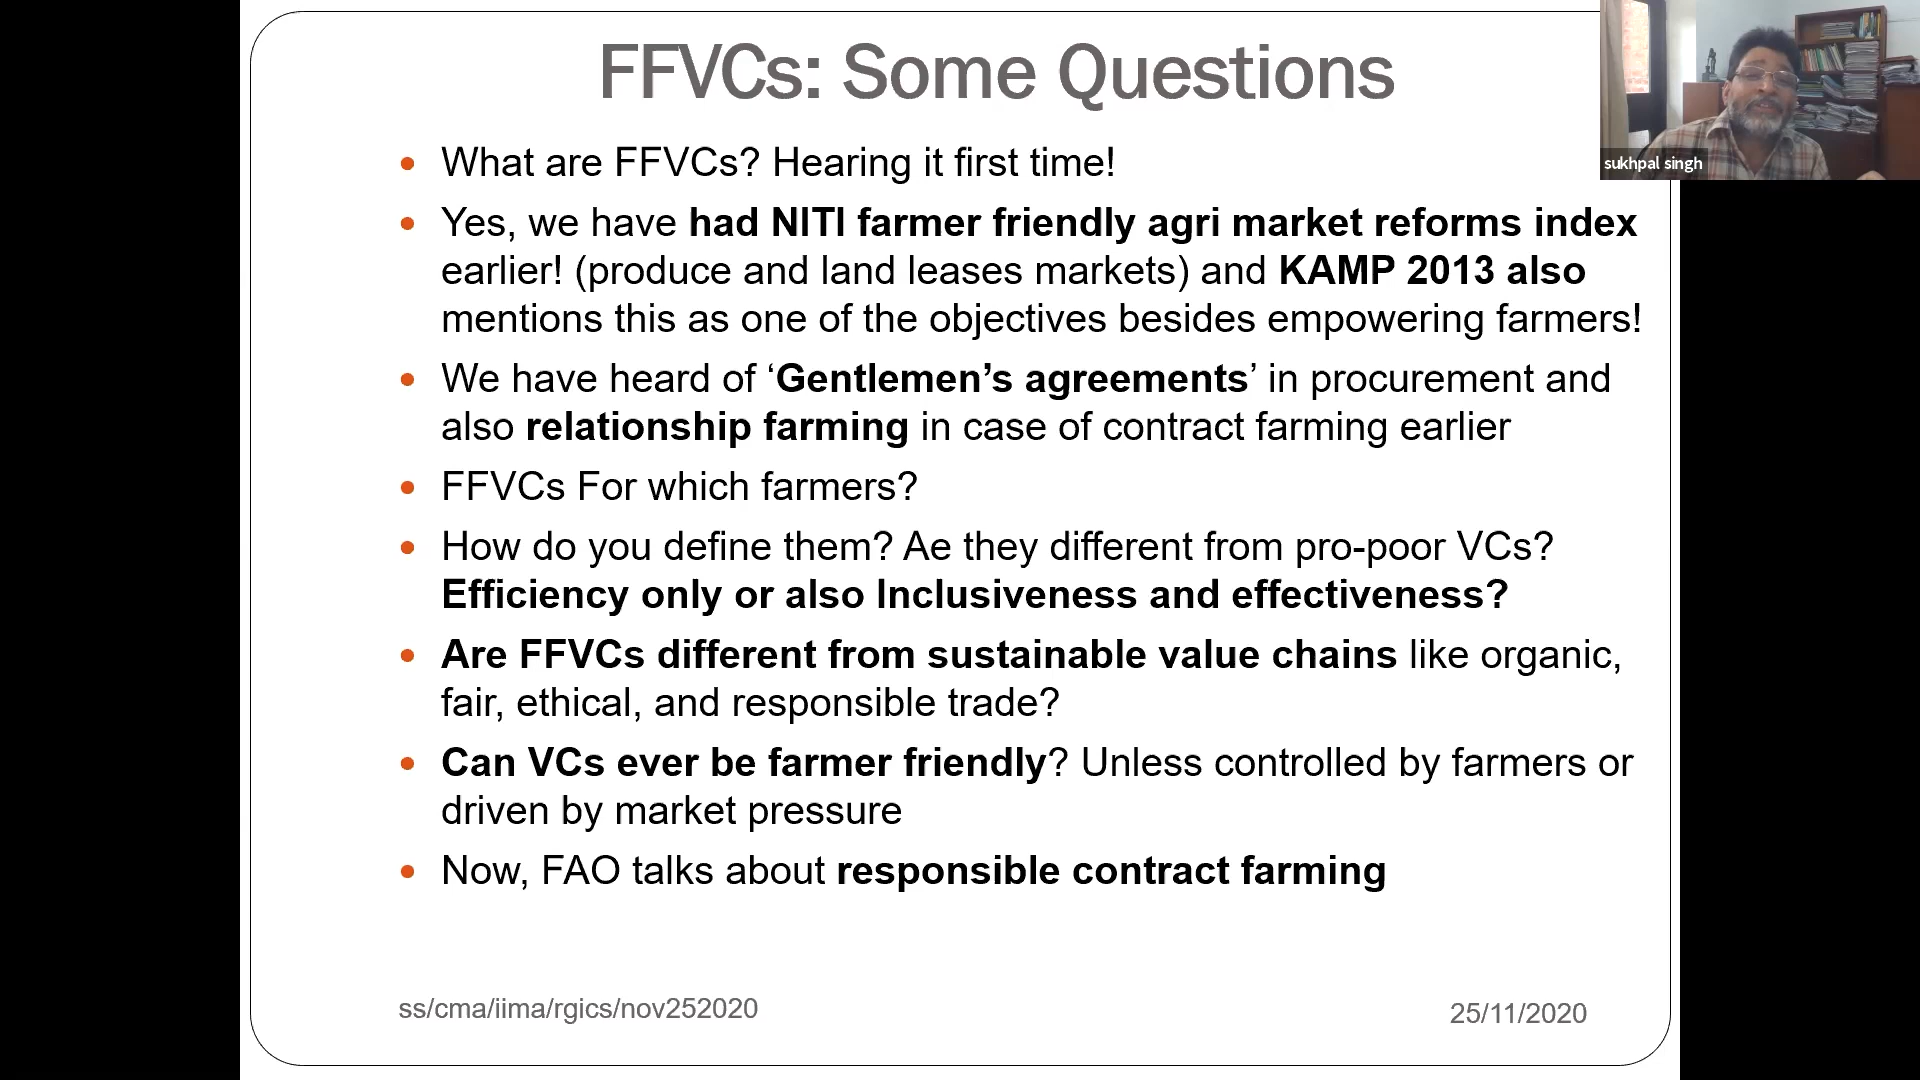 FFVCs: Some Questions
sukhpal singh
• What are FFVCs? Hearing it first time!
• Yes, we have had NITI farmer friendly agri market reforms index
earlier! (produce and land leases markets) and KAMP 2013 also
mentions this as one of the objectives besides empowering farmers!
• We have heard of ‘Gentlemen’s agreements’ in procurement and
also relationship farming in case of contract farming earlier
• FFVCs For which farmers?
• How do you define them? Ae they different from pro-poor VCs?
Efficiency only or also Inclusiveness and effectiveness?
• Are FFVCs different from sustainable value chains like organic,
fair, ethical, and responsible trade?
• Can VCs ever be farmer friendly? Unless controlled by farmers or
driven by market pressure
• Now, FAO talks about responsible contract farming
ss/cma/iima/rgics/nov252020
25/11/2020